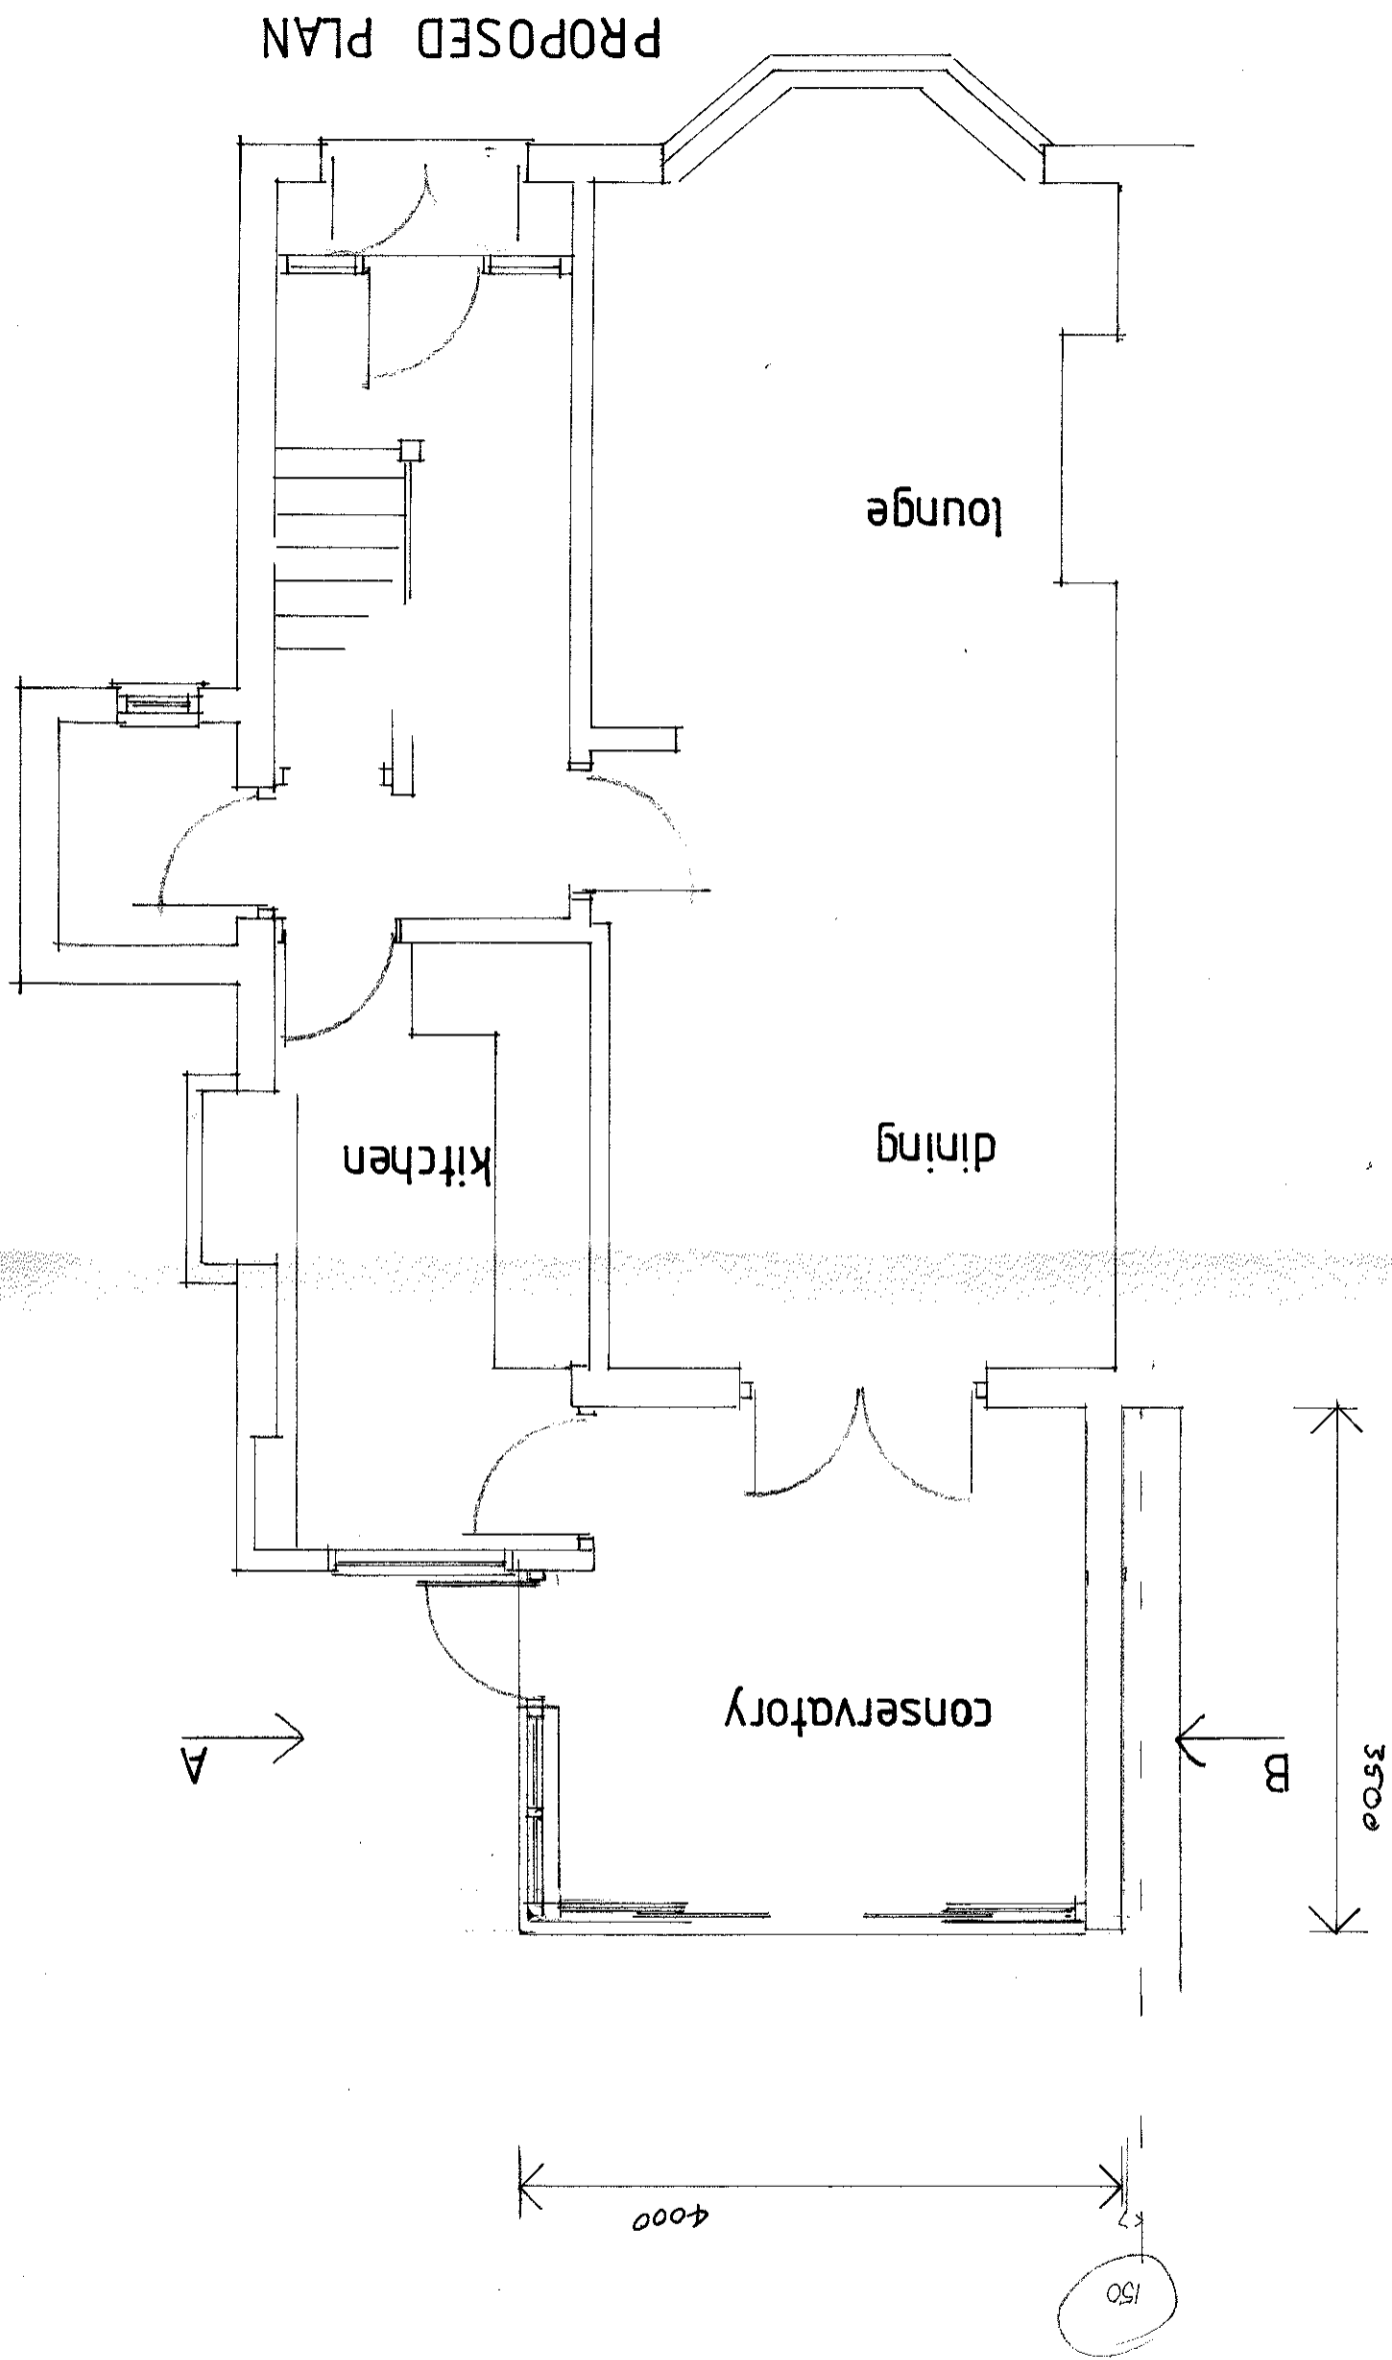 150
4000
3500
B
A
conservatory
dining
kitchen
lounge
PROPOSED PLAN